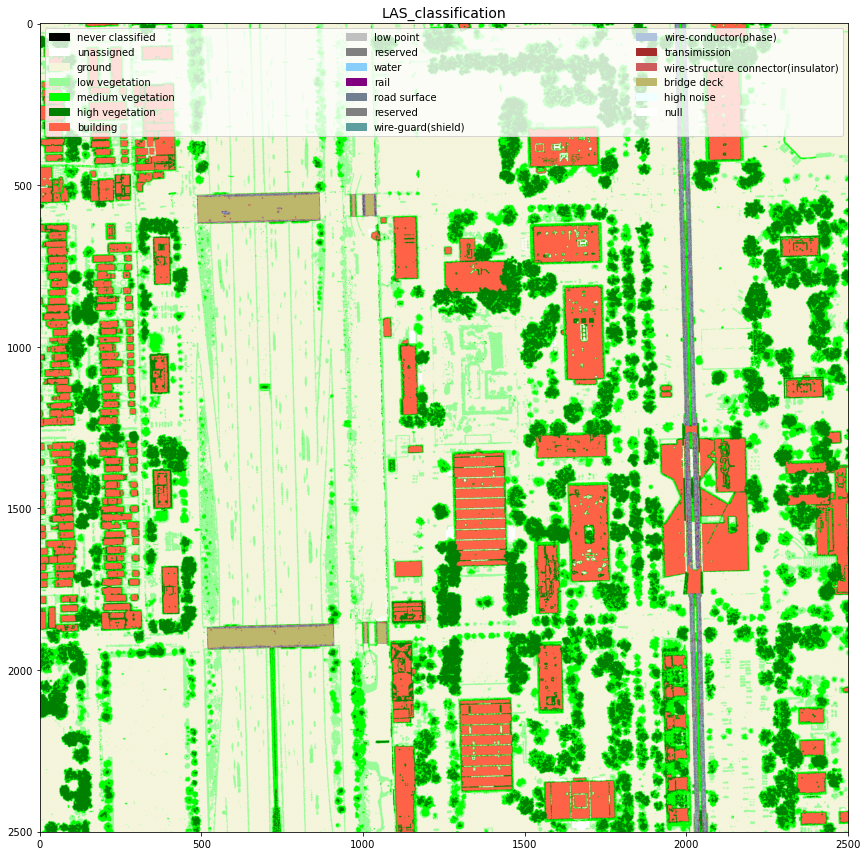 LAS_classification
never classified
unassigned
ground
low vegetation
medium vegetation
high vegetation
building
low point
reserved
water
rail
road surface
reserved
wire-guard(shield)
wire-conductor(phase)
transmission
wire-structure connector(insulator)
bridge deck
high noise
null
0
500
1000
1500
2000
2500
0
500
1000
1500
2000
2500